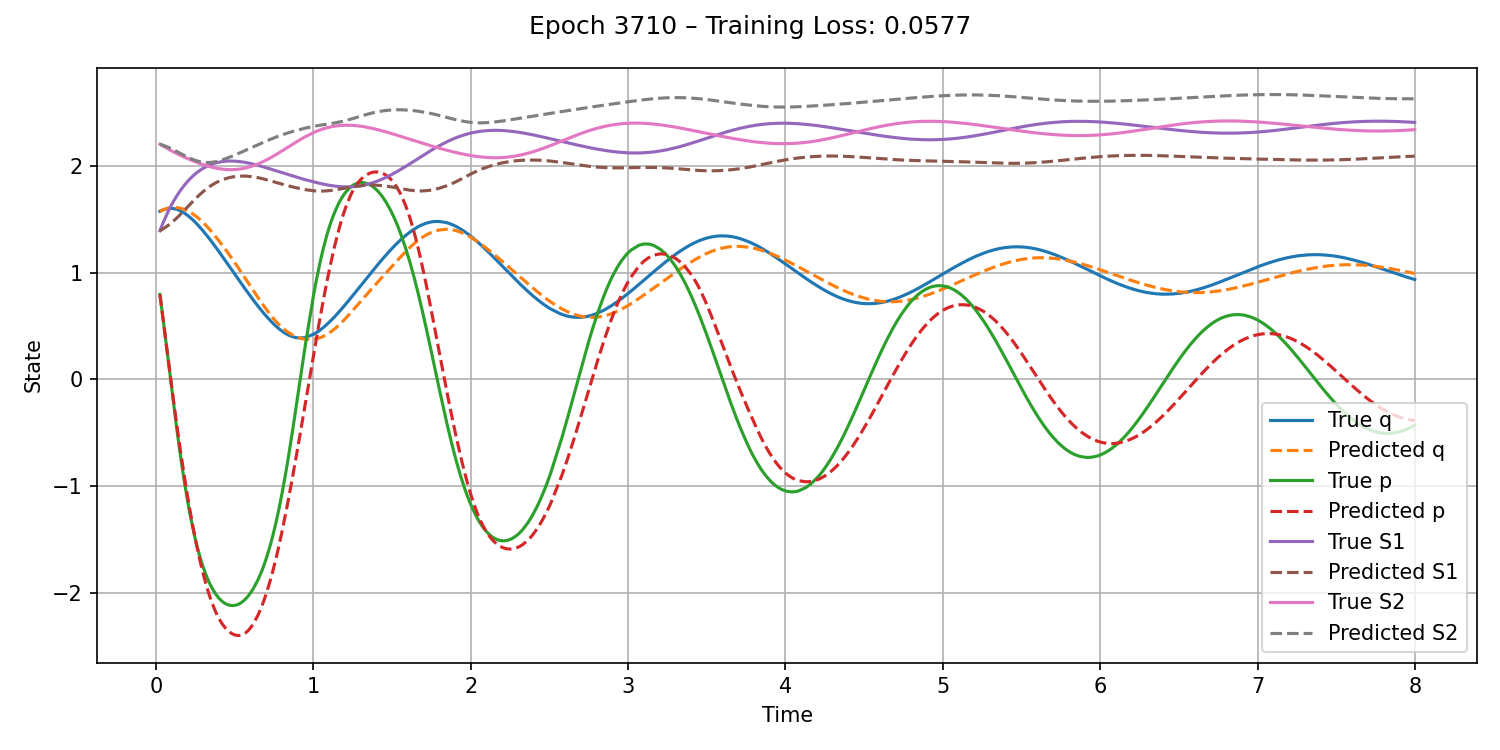 Epoch 3710 – Training Loss: 0.0577
State
2
1
0
−1
−2
0 1 2 3 4 5 6 7 8
Time
True q
Predicted q
True p
Predicted p
True S1
Predicted S1
True S2
Predicted S2